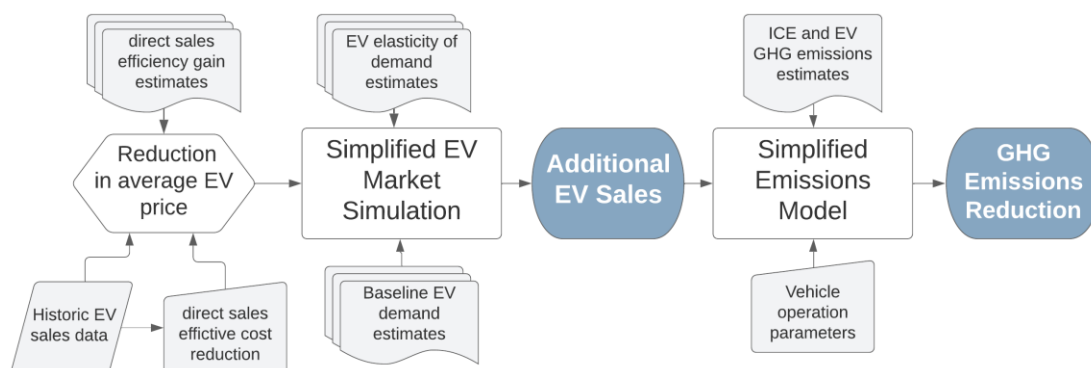 direct sales
efficiency gain
estimates
EV elasticity of
demand
estimates
ICE and EV
GHG emissions
estimates
Reduction
in average EV
price
Simplified EV
Market
Simulation
Additional
EV Sales
Simplified
Emissions
Model
GHG
Emissions
Reduction
Historic EV
sales data
direct sales
effictive cost
reduction
Baseline EV
demand
estimates
Vehicle
operation
parameters